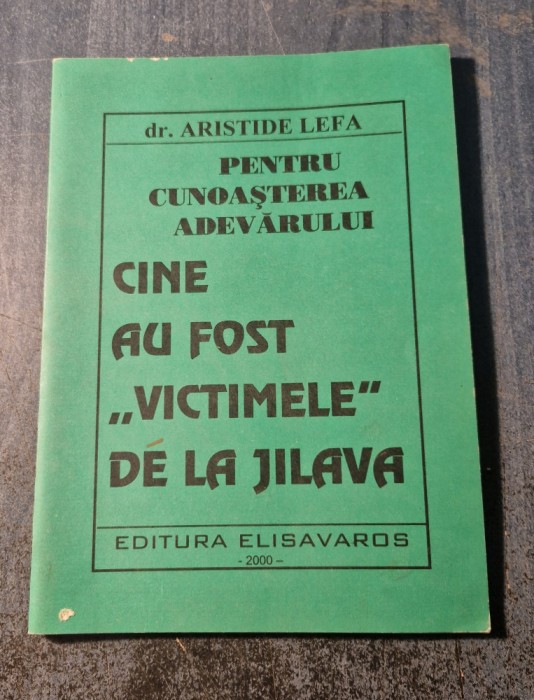 dr. ARISTIDE LEFA
PENTRU
CUNOAŞTEREA
ADEVĂRULUI
CINE
AU FOST
„VICTIMELE"
DE LA JILAVA
EDITURA ELISAVAROS
- 2000 –